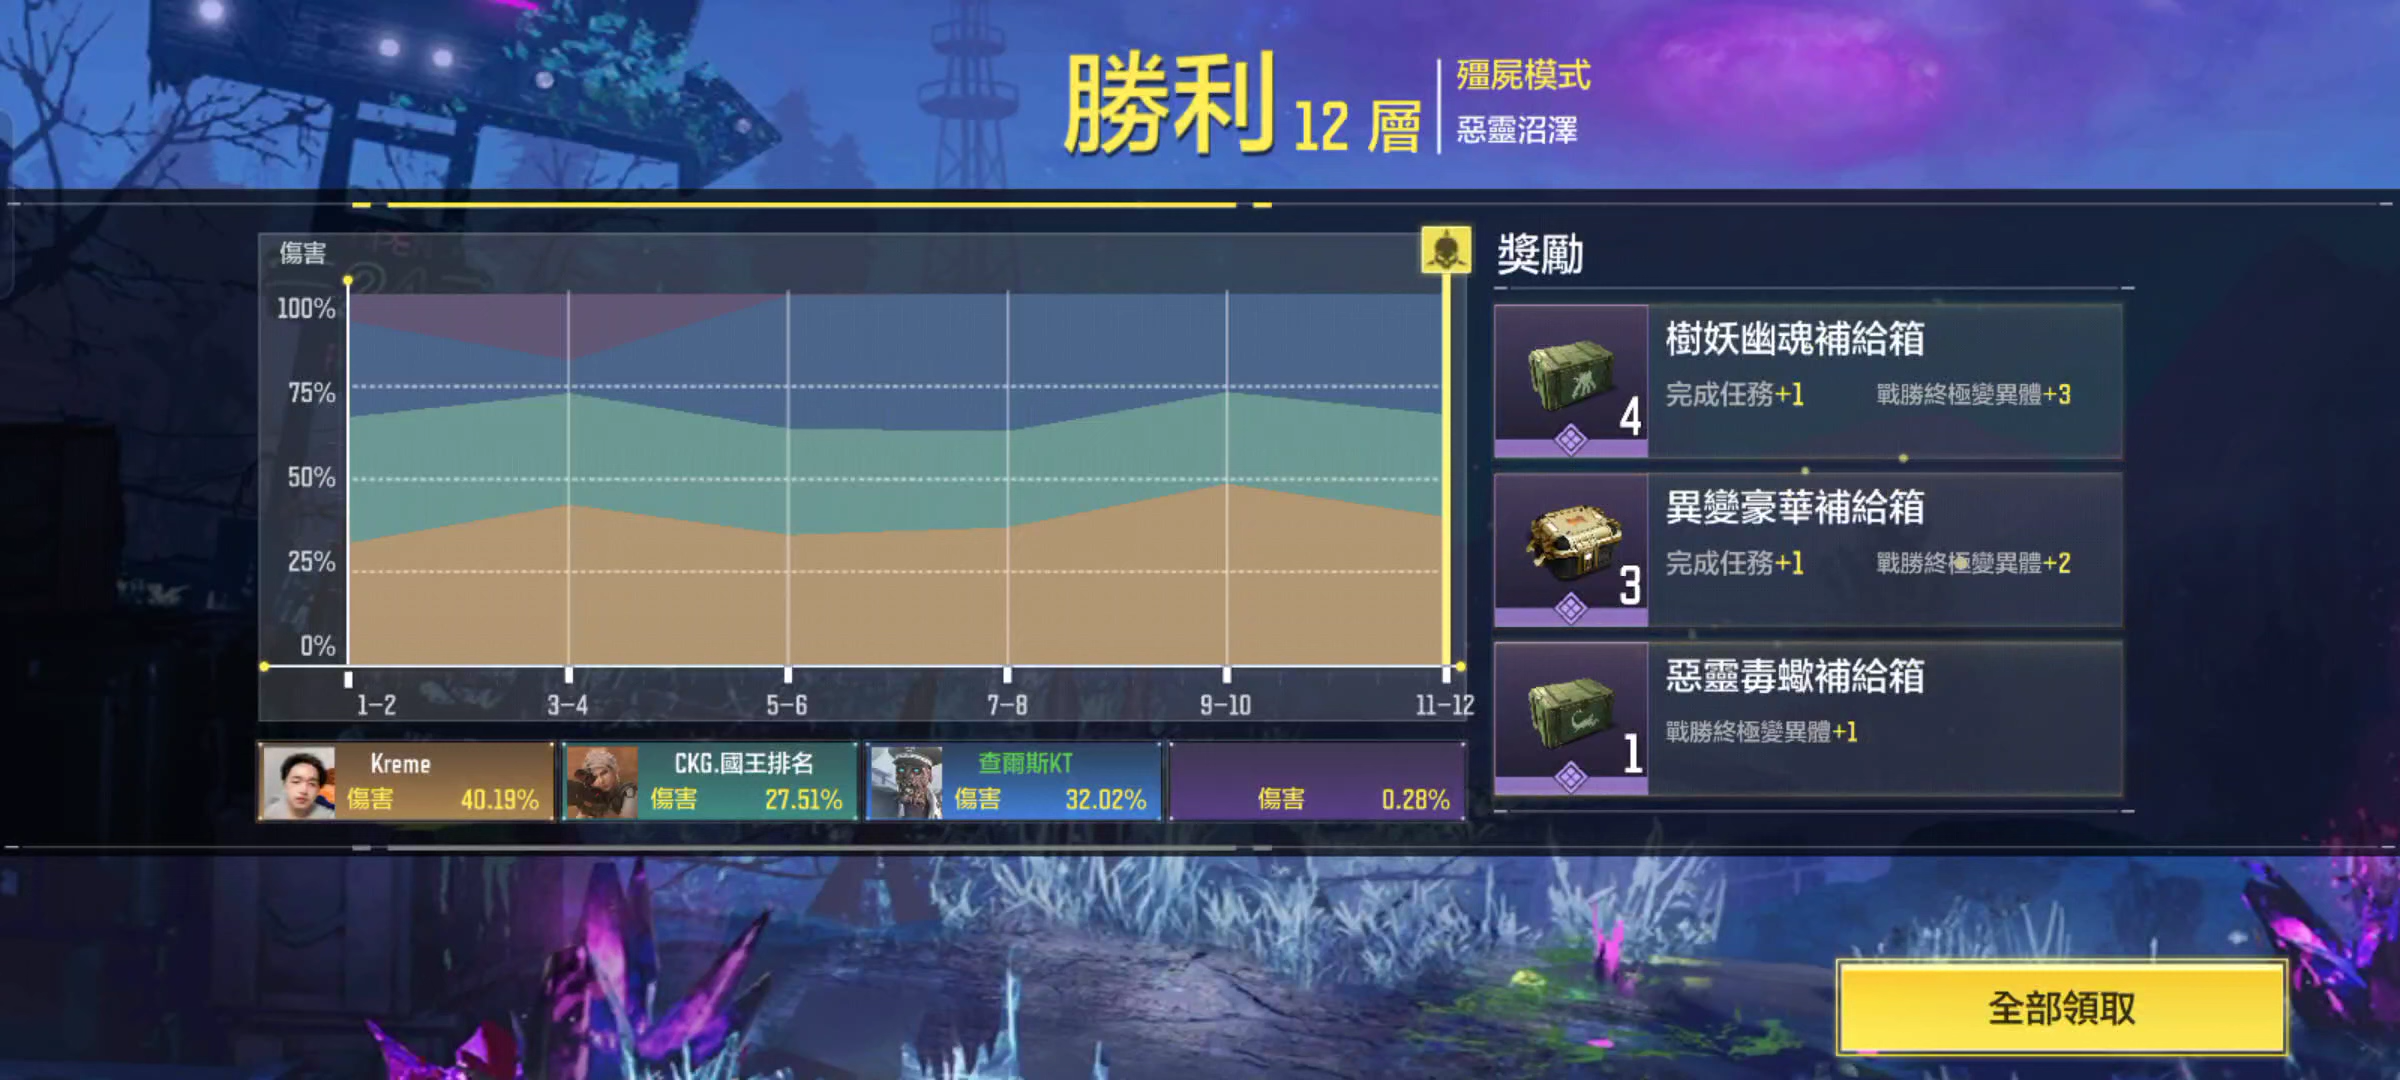 勝利 12 層
殭屍模式
惡靈沼澤
傷害
100%
75%
50%
25%
0%
1-2
3-4
5-6
7-8
9-10
11-12
Kreme
傷害 40.19%
CKG.國王排名
傷害 27.51%
查爾斯KT
傷害 32.02%
傷害 0.28%
獎勵
樹妖幽魂補給箱
4
完成任務+1 戰勝終極變異體+3
異變豪華補給箱
3
完成任務+1 戰勝終極變異體+2
惡靈毒蠍補給箱
1
戰勝終極變異體+1
全部領取